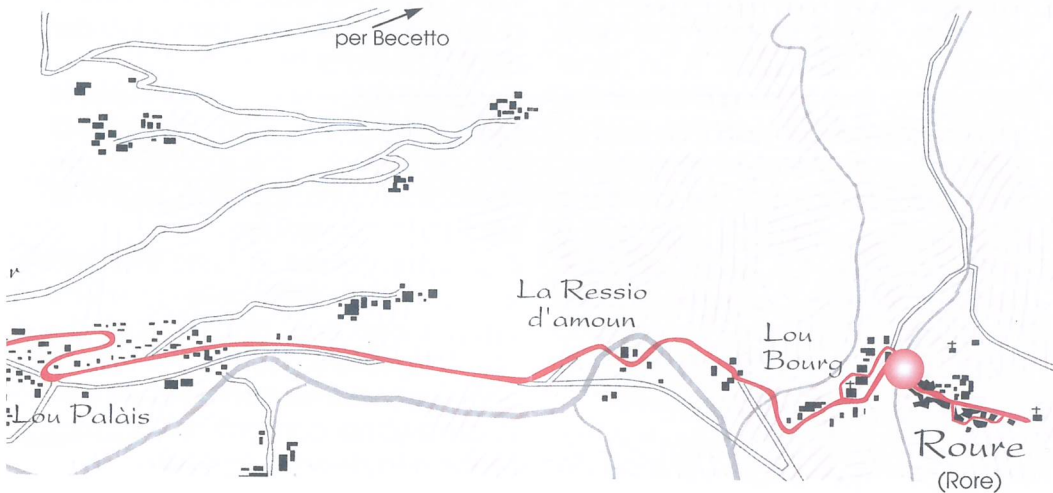 per Becetto
r
La Ressio
d'amoun
Lou
Bourg
Lou Palàis
Roure
(Rore)